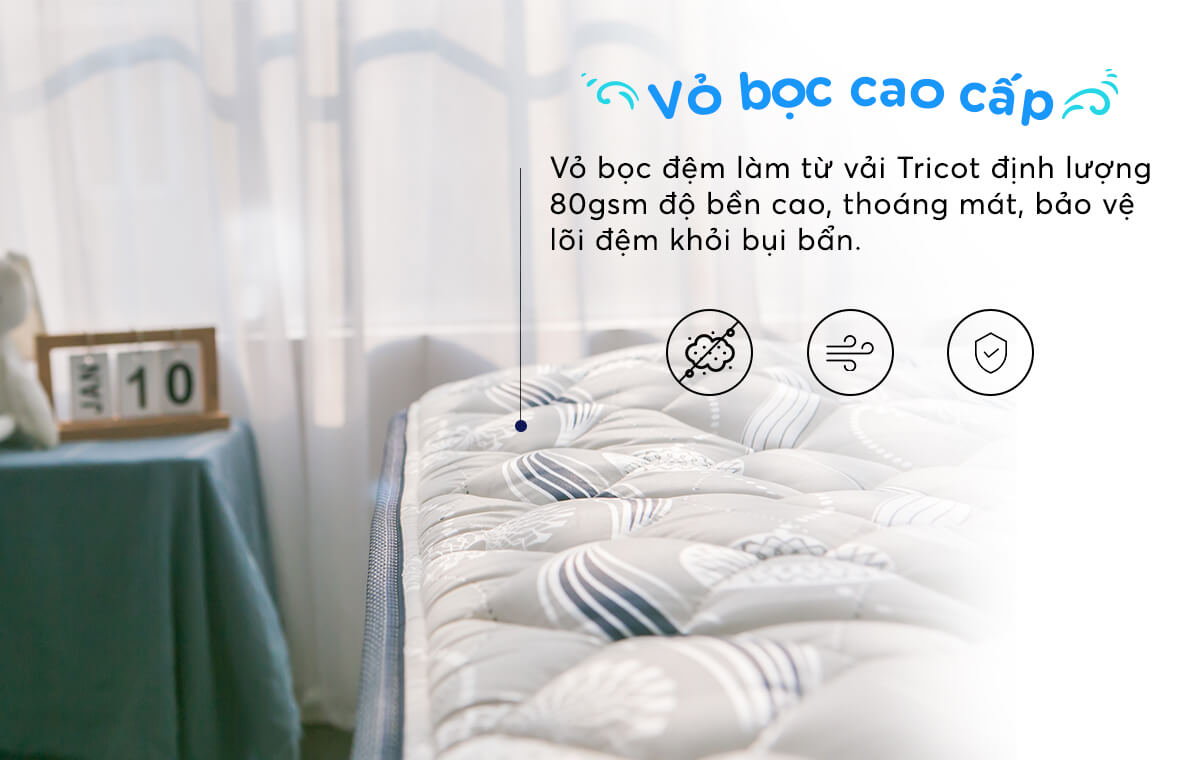 Vỏ bọc cao cấp
Vỏ bọc đệm làm từ vải Tricot định lượng
80gsm độ bền cao, thoáng mát, bảo vệ
lõi đệm khỏi bụi bẩn.
JAN 10